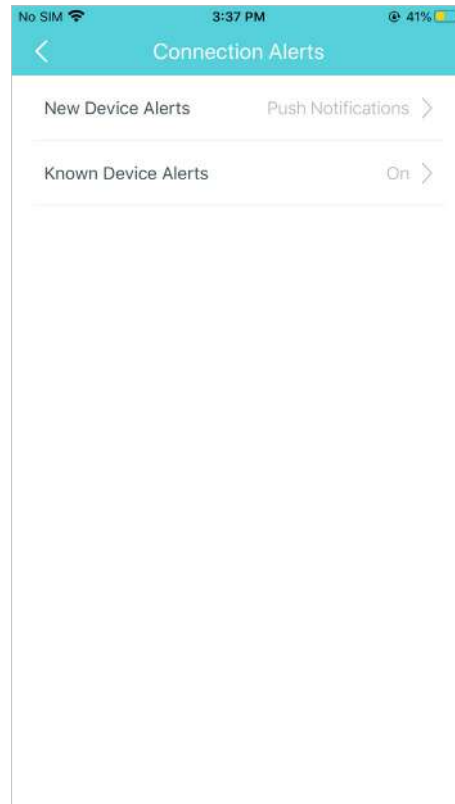 No SIM 3:37 PM 41%
Connection Alerts
New Device Alerts Push Notifications
Known Device Alerts On